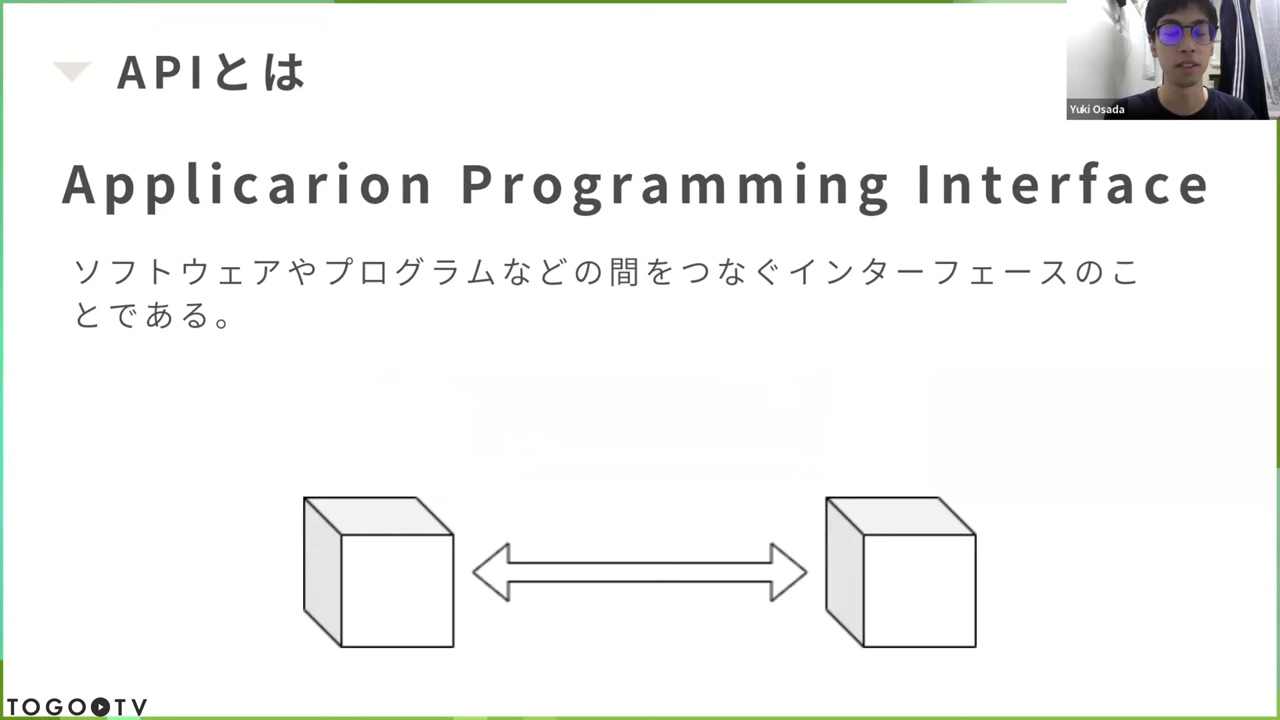 APIとは
Yuki Osada
Applicarion Programming Interface
ソフトウェアやプログラムなどの間をつなぐインターフェースのこ
とである。
TOGOTV